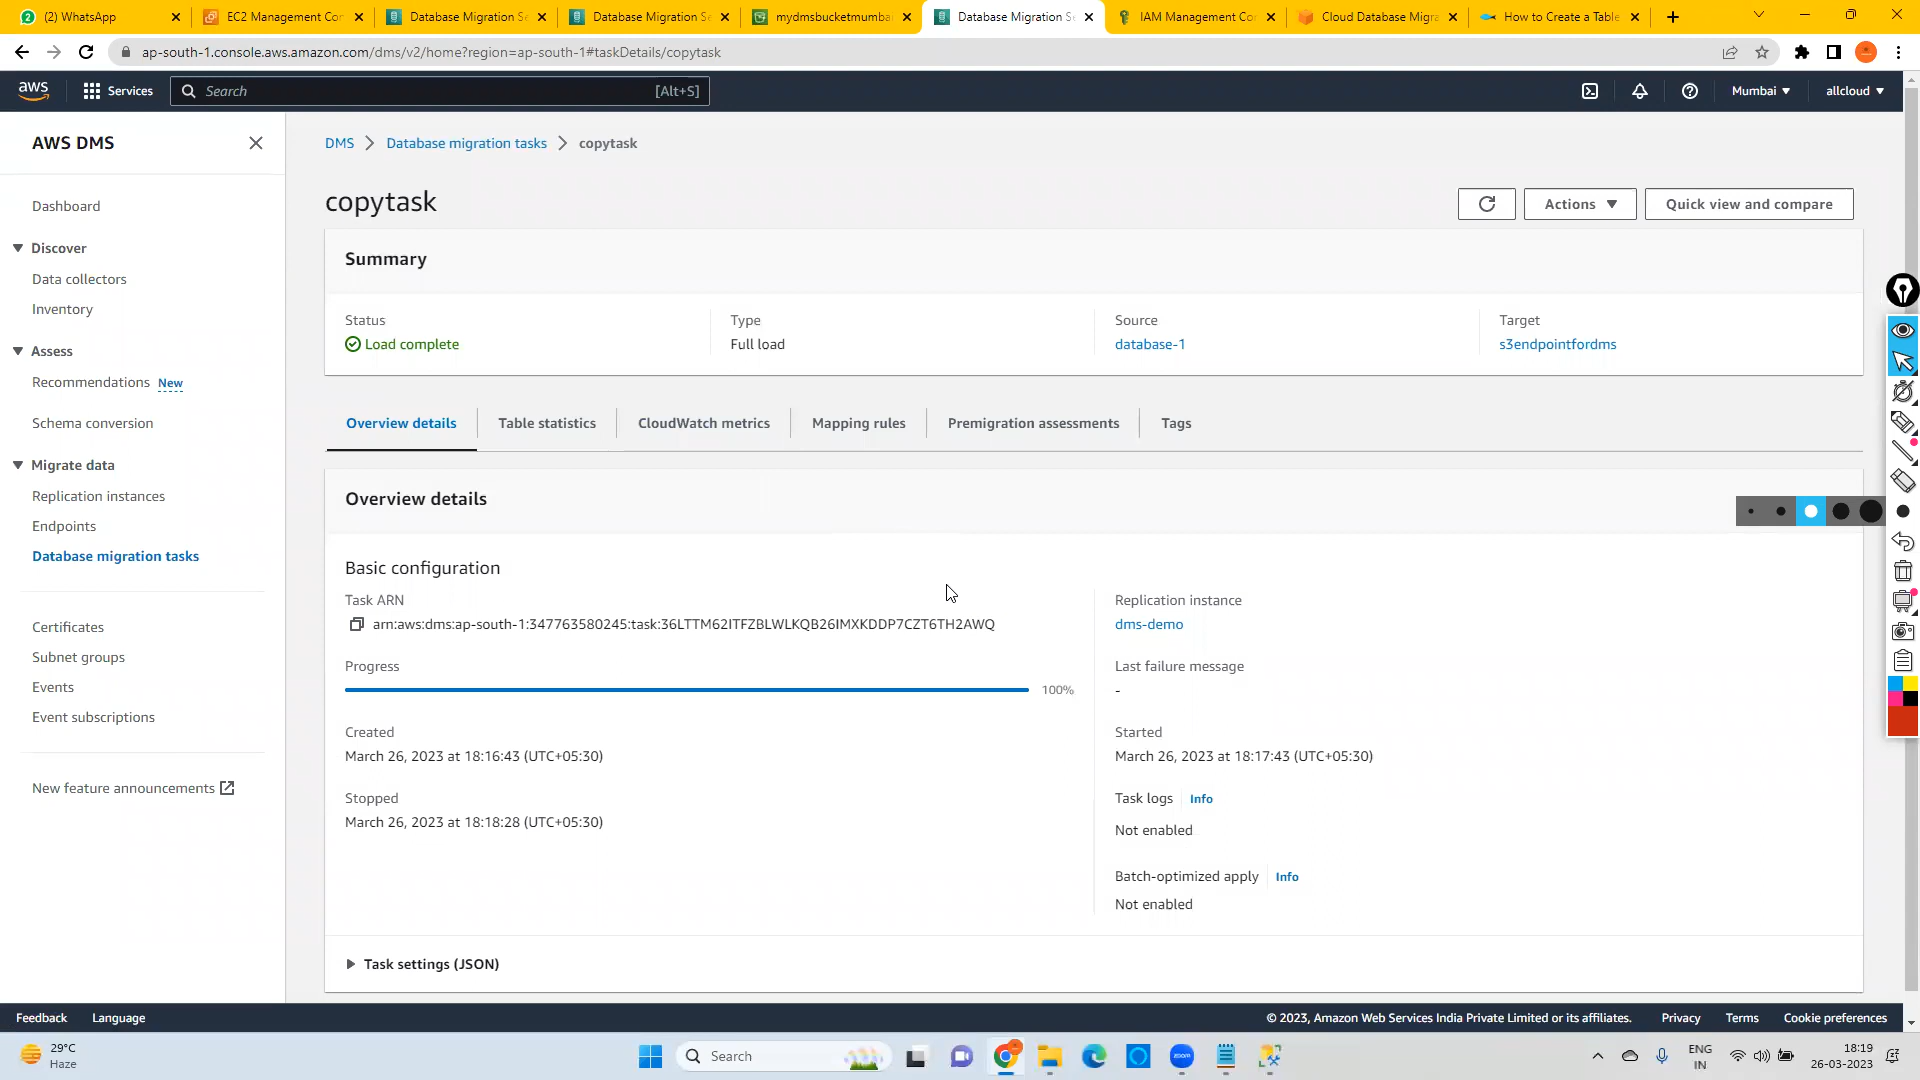 (2) WhatsApp
EC2 Management Co
Database Migration Se
Database Migration Se
mydmsbucketmumba
Database Migration Se
IAM Management Co
Cloud Database Migra
How to Create a Table
ap-south-1.console.aws.amazon.com/dms/v2/home?region=ap-south-1#taskDetails/copytask
aws
Services
Search
[Alt+S]
Mumbai
allcloud
AWS DMS
Dashboard
Discover
Data collectors
Inventory
Assess
Recommendations New
Schema conversion
Migrate data
Replication instances
Endpoints
Database migration tasks
Certificates
Subnet groups
Events
Event subscriptions
New feature announcements
DMS
Database migration tasks
copytask
copytask
Actions
Quick view and compare
Summary
Status
Load complete
Type
Full load
Source
database-1
Target
s3endpointfordms
Overview details
Table statistics
CloudWatch metrics
Mapping rules
Premigration assessments
Tags
Overview details
Basic configuration
Task ARN
arn:aws:dms:ap-south-1:347763580245:task:36LTTM62ITFZBLWLKQB26IMXKDDP7CZT6TH2AWQ
Progress
100%
Created
March 26, 2023 at 18:16:43 (UTC+05:30)
Stopped
March 26, 2023 at 18:18:28 (UTC+05:30)
Replication instance
dms-demo
Last failure message
-
Started
March 26, 2023 at 18:17:43 (UTC+05:30)
Task logs Info
Not enabled
Batch-optimized apply Info
Not enabled
Task settings (JSON)
Feedback
Language
© 2023, Amazon Web Services India Private Limited or its affiliates.
Privacy
Terms
Cookie preferences
29°C
Haze
Search
zoom
ENG
IN
18:19
26-03-2023